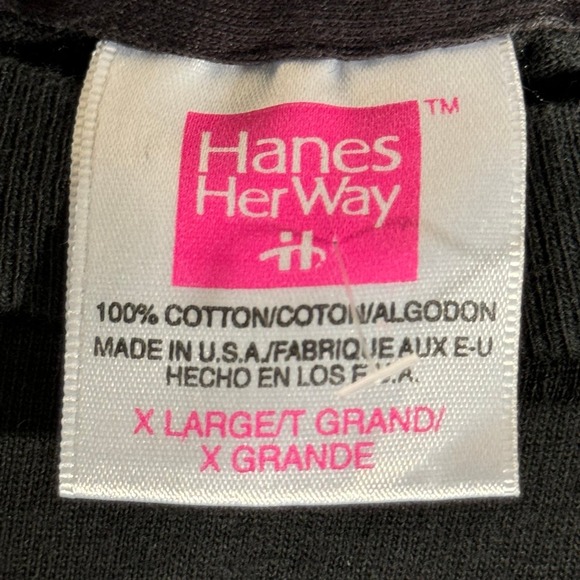 Hanes
Her Way
TM
100% COTTON/COTON/ALGODON
MADE IN U.S.A./FABRIQUE AUX E-U
HECHO EN LOS E.U.A.
X LARGE/T GRAND/
X GRANDE